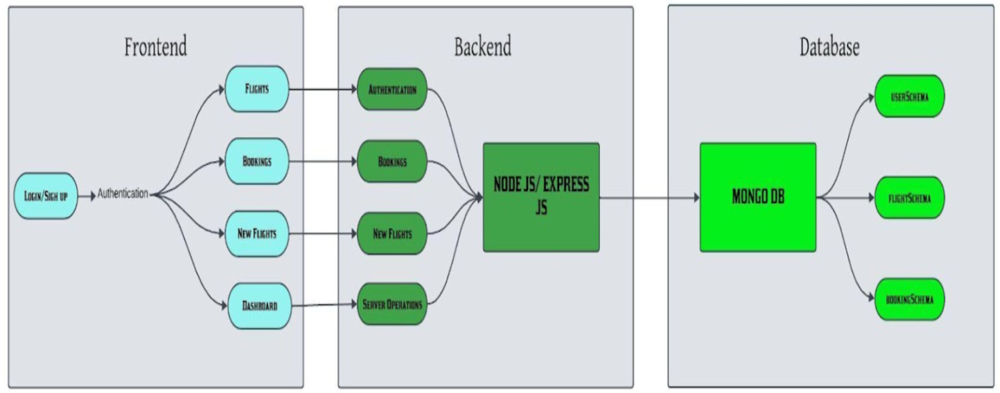 Frontend
Backend
Database
Flights
Bookings
New Flights
Dashboard
Login/Sigh up
Authentication
Authentication
Bookings
New Flights
Server Operations
NODE JS/ EXPRESS
JS
MONGO DB
userSchema
flightSchema
bookingSchema